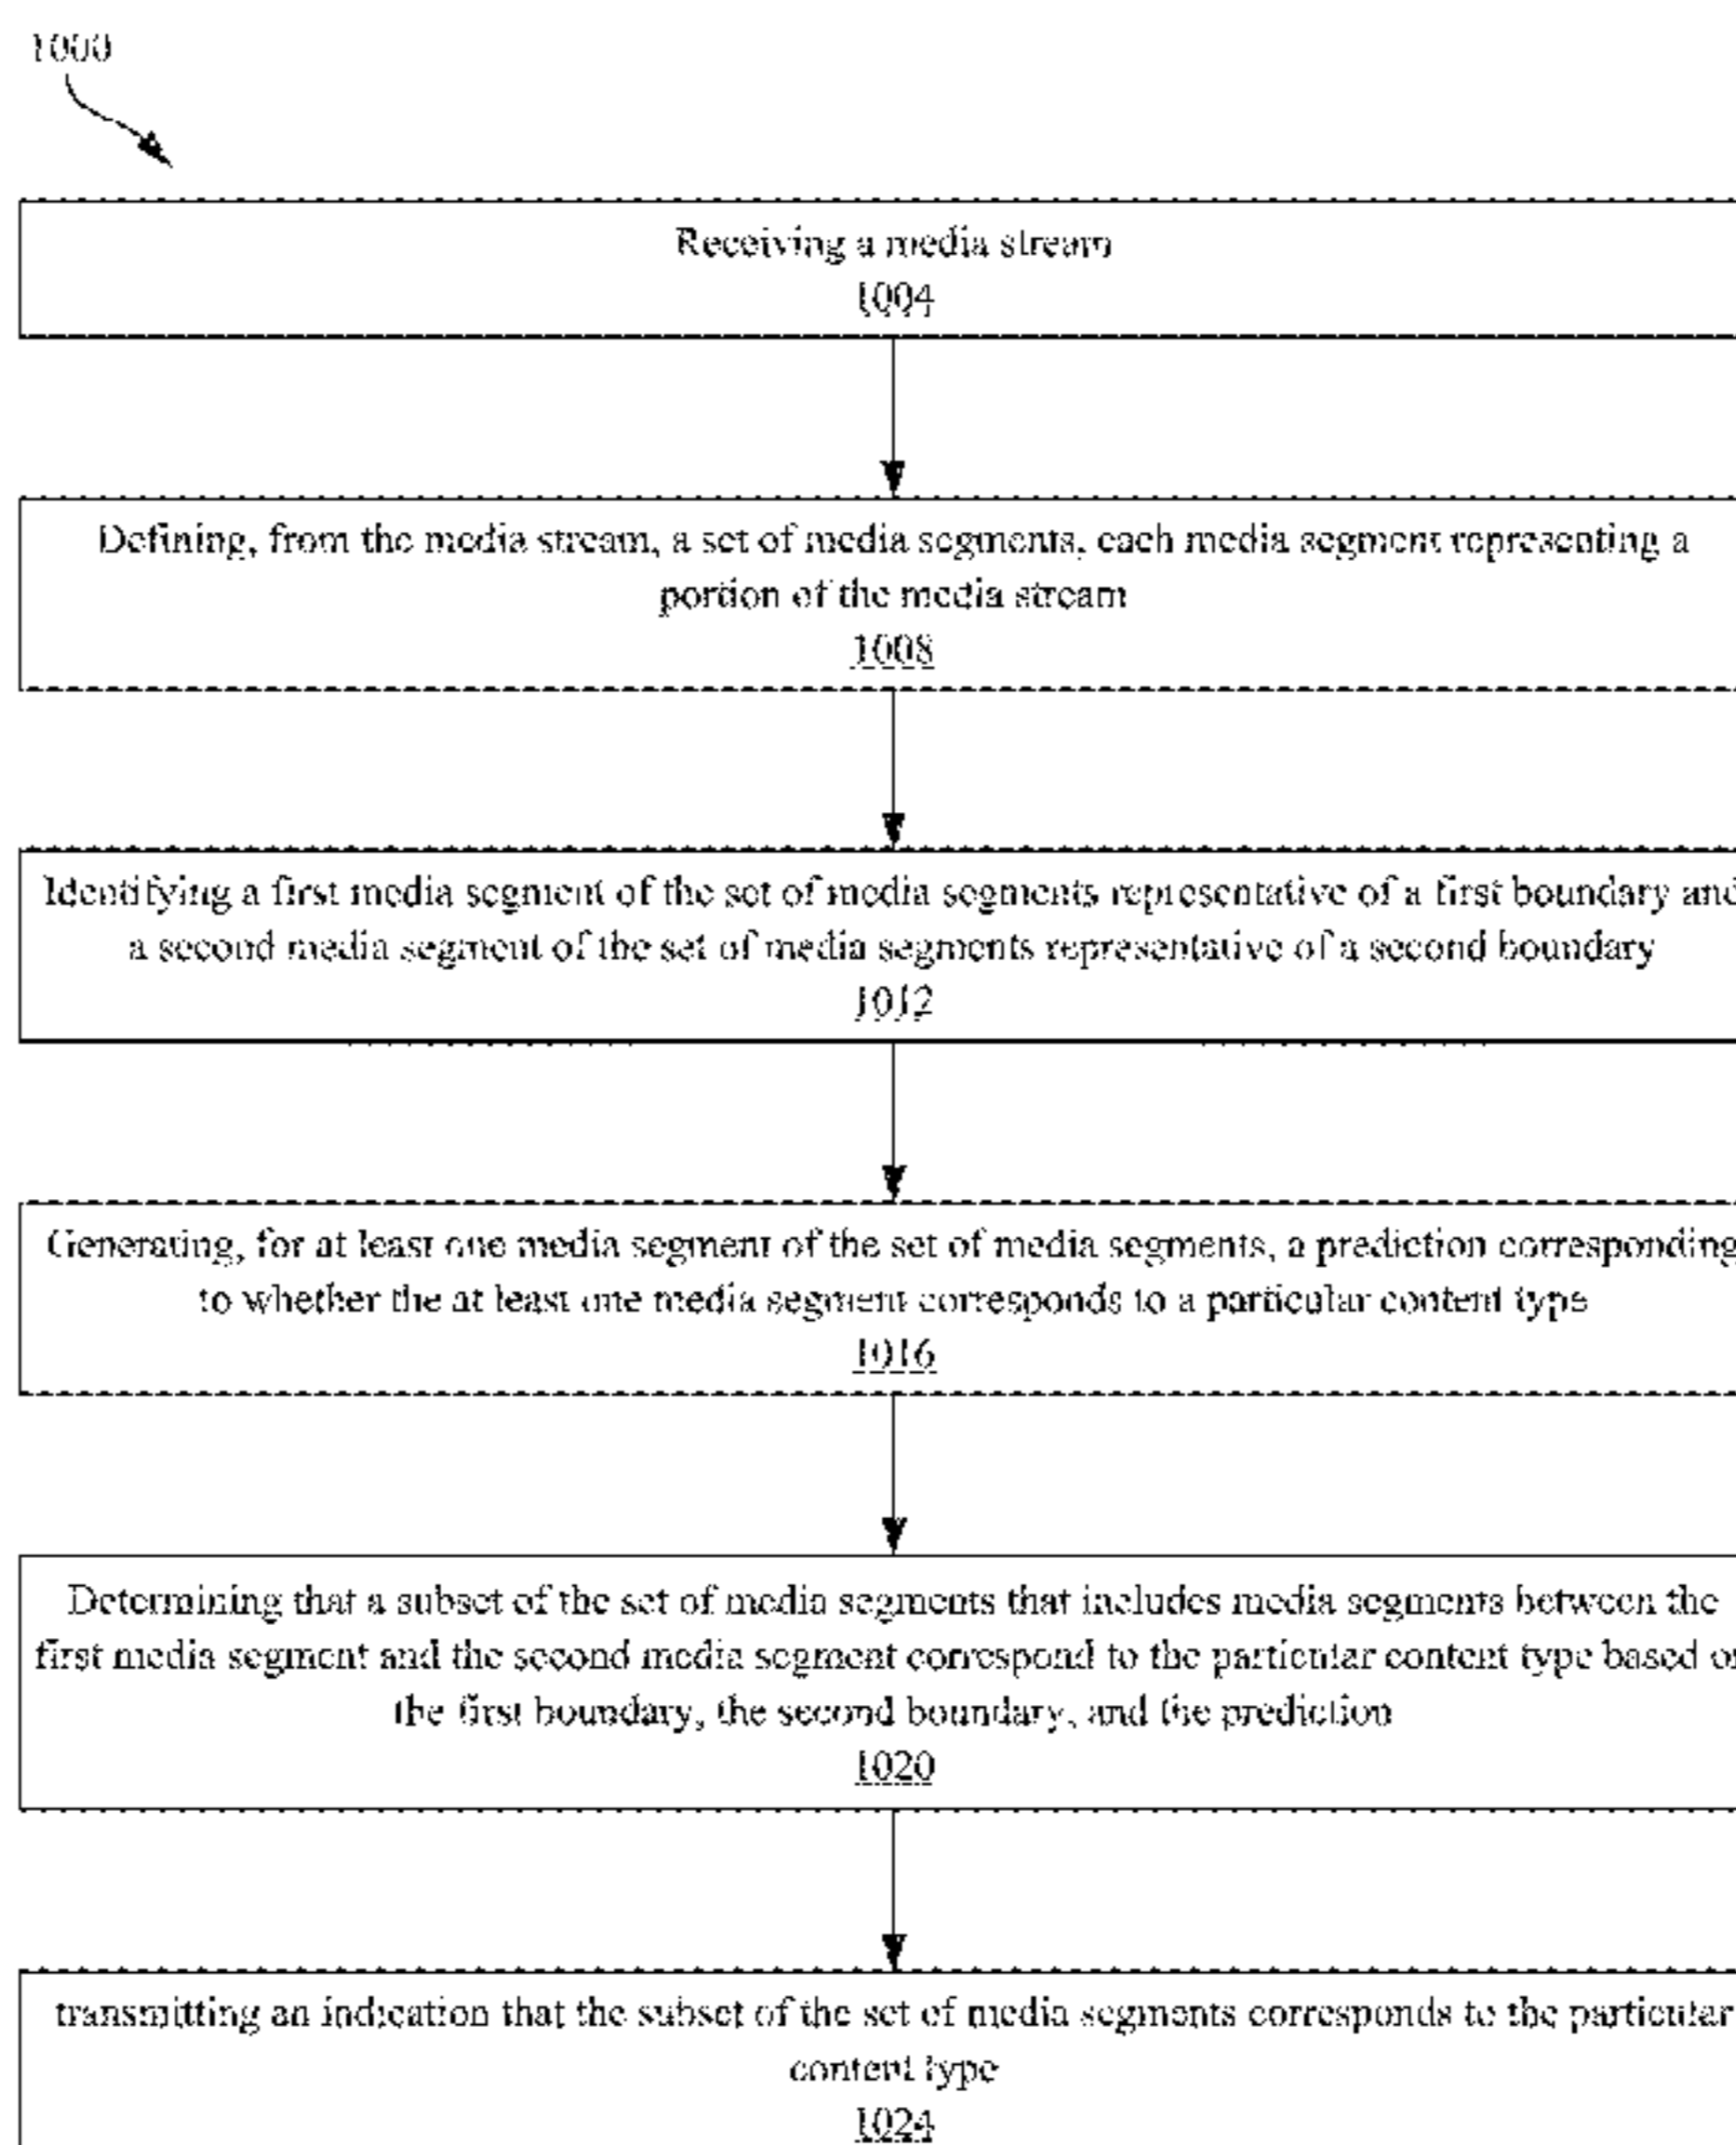 1000
Receiving a media stream
1004
Defining, from the media stream, a set of media segments, each media segment representing a
portion of the media stream
1008
Identifying a first media segment of the set of media segments representative of a first boundary and
a second media segment of the set of media segments representative of a second boundary
1012
Generating, for at least one media segment of the set of media segments, a prediction corresponding
to whether the at least one media segment corresponds to a particular content type
1016
Determining that a subset of the set of media segments that includes media segments between the
first media segment and the second media segment correspond to the particular content type based on
the first boundary, the second boundary, and the prediction
1020
transmitting an indication that the subset of the set of media segments corresponds to the particular
content type
1024